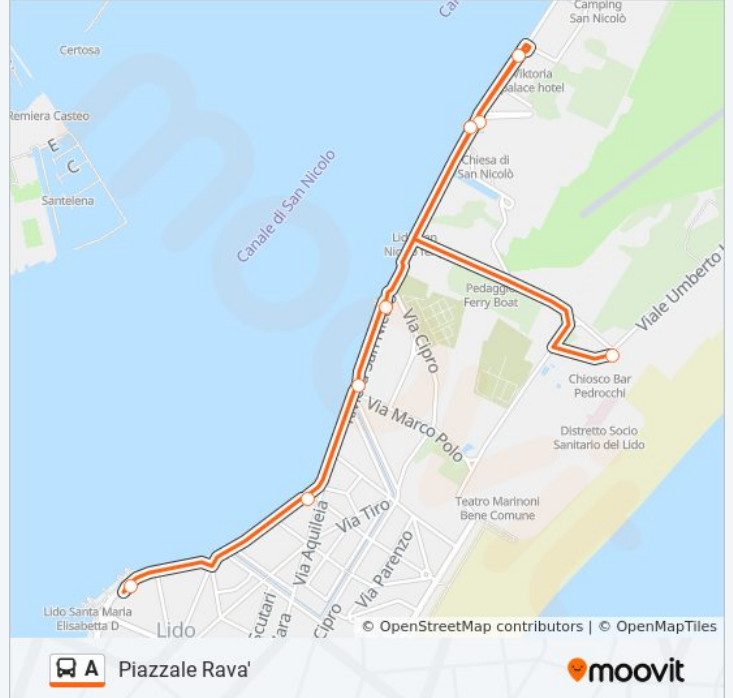 Camping
San Nicolò
Certosa
Viktoria
palace hotel
Remiera Casteo
E
C
Chiesa di
San Nicolò
Santelena
Canale di San Nicolo
Pedaggio
Ferry Boat
Viale Umberto I
Via Cipro
Chiosco Bar
Pedrocchi
Via Marco Polo
Distretto Socio
Sanitario del Lido
Teatro Marinoni
Bene Comune
Via Tiro
Via Aquileia
Via Parenzo
Lido Santa Maria
Elisabetta D
Lido
Cipro
© OpenStreetMap contributors | © OpenMapTiles
A Piazzale Rava'
moovit